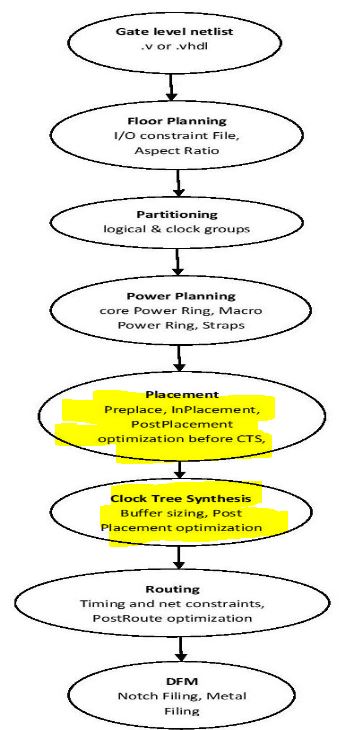 Gate level netlist
.v or .vhdl
Floor Planning
I/O constraint File,
Aspect Ratio
Partitioning
logical & clock groups
Power Planning
core Power Ring, Macro
Power Ring, Straps
Placement
Preplace, InPlacement,
PostPlacement
optimization before CTS,
Clock Tree Synthesis
Buffer sizing, Post
Placement optimization
Routing
Timing and net constraints,
PostRoute optimization
DFM
Notch Filing, Metal
Filing